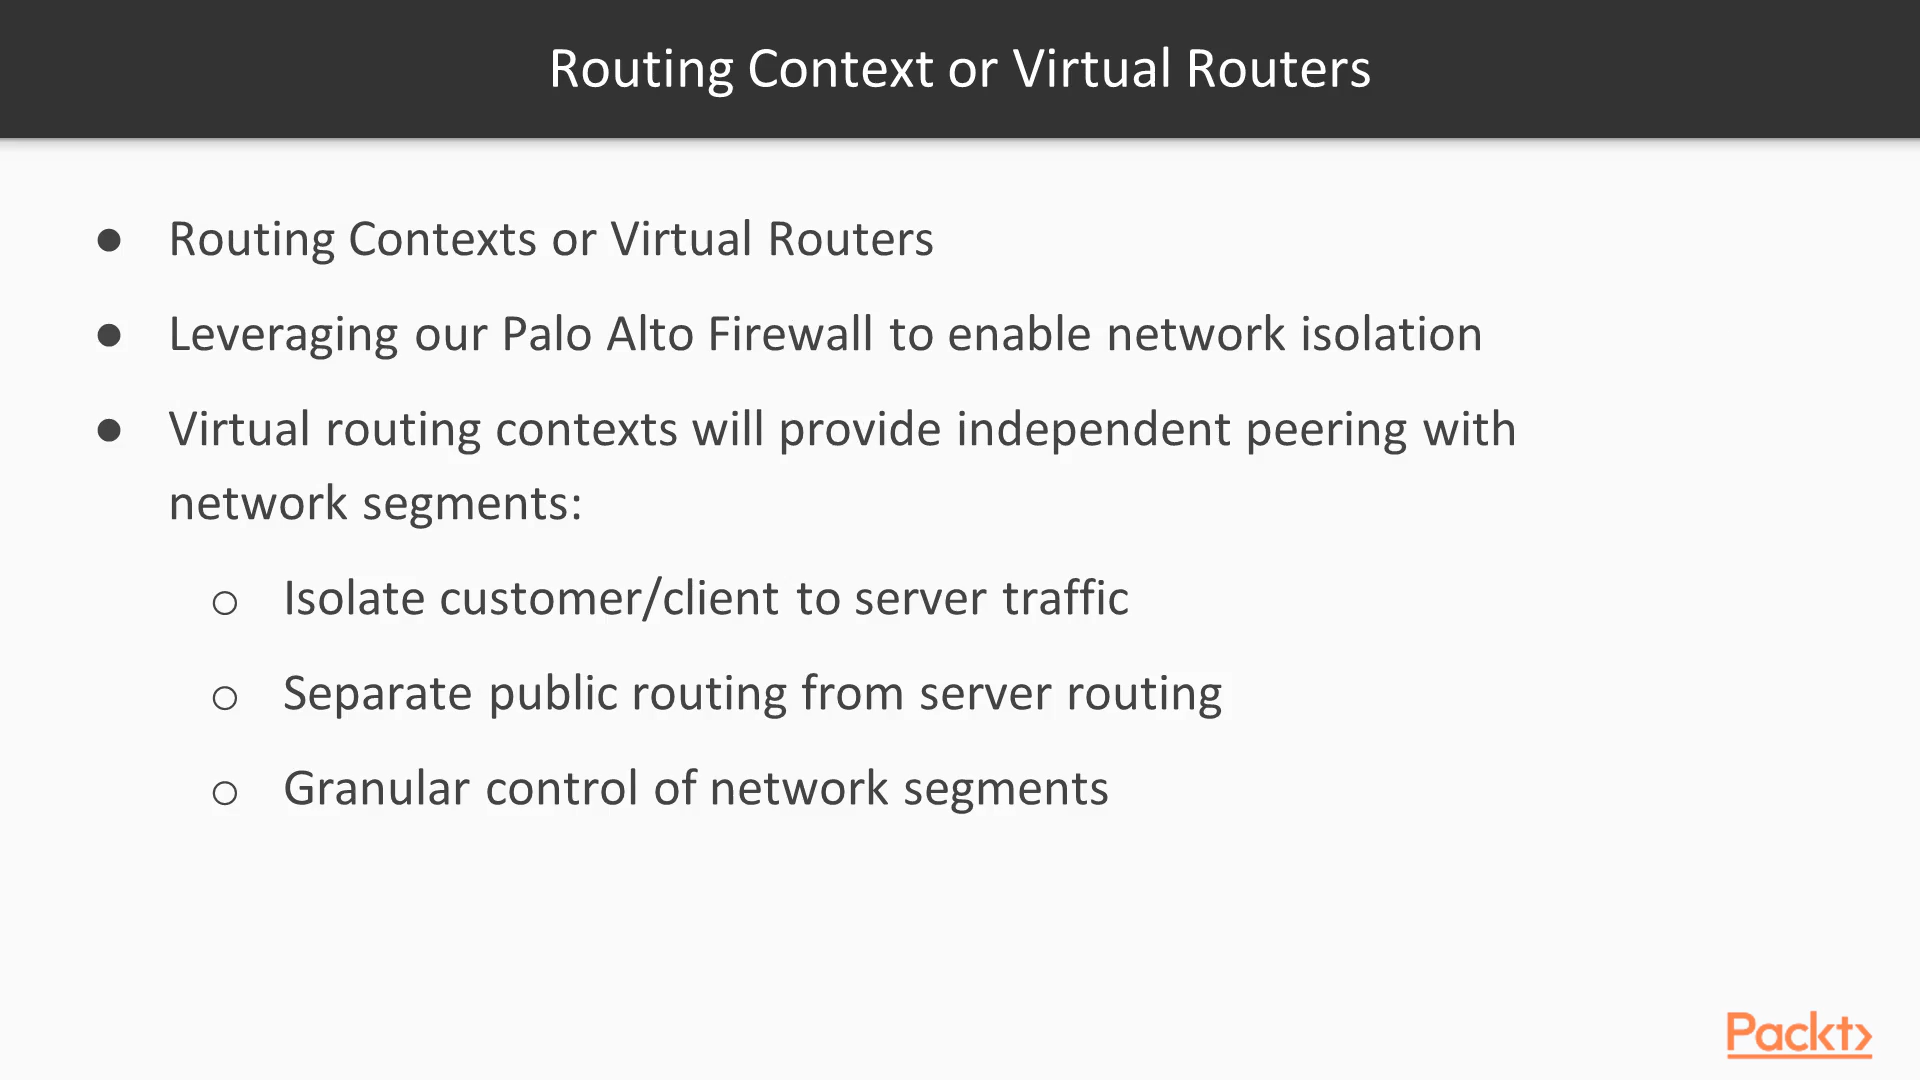 Routing Context or Virtual Routers
● Routing Contexts or Virtual Routers
● Leveraging our Palo Alto Firewall to enable network isolation
● Virtual routing contexts will provide independent peering with
network segments:
○ Isolate customer/client to server traffic
○ Separate public routing from server routing
○ Granular control of network segments
Packt>